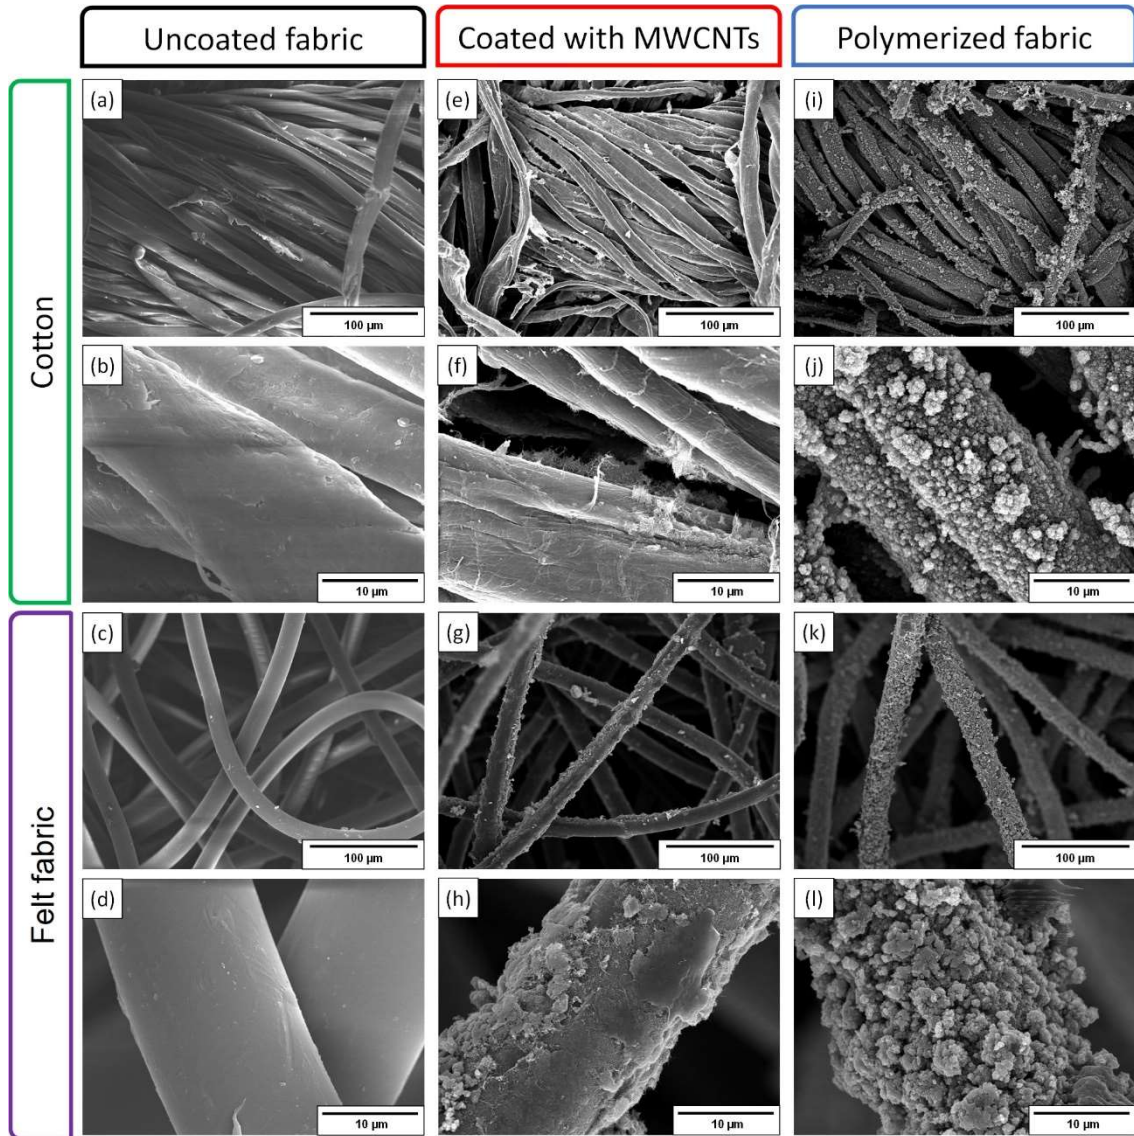 Uncoated fabric
Coated with MWCNTs
Polymerized fabric
Cotton
(a)
100 µm
(e)
100 µm
(i)
100 µm
(b)
10 µm
(f)
10 µm
(j)
10 µm
Felt fabric
(c)
100 µm
(g)
100 µm
(k)
100 µm
(d)
10 µm
(h)
10 µm
(l)
10 µm